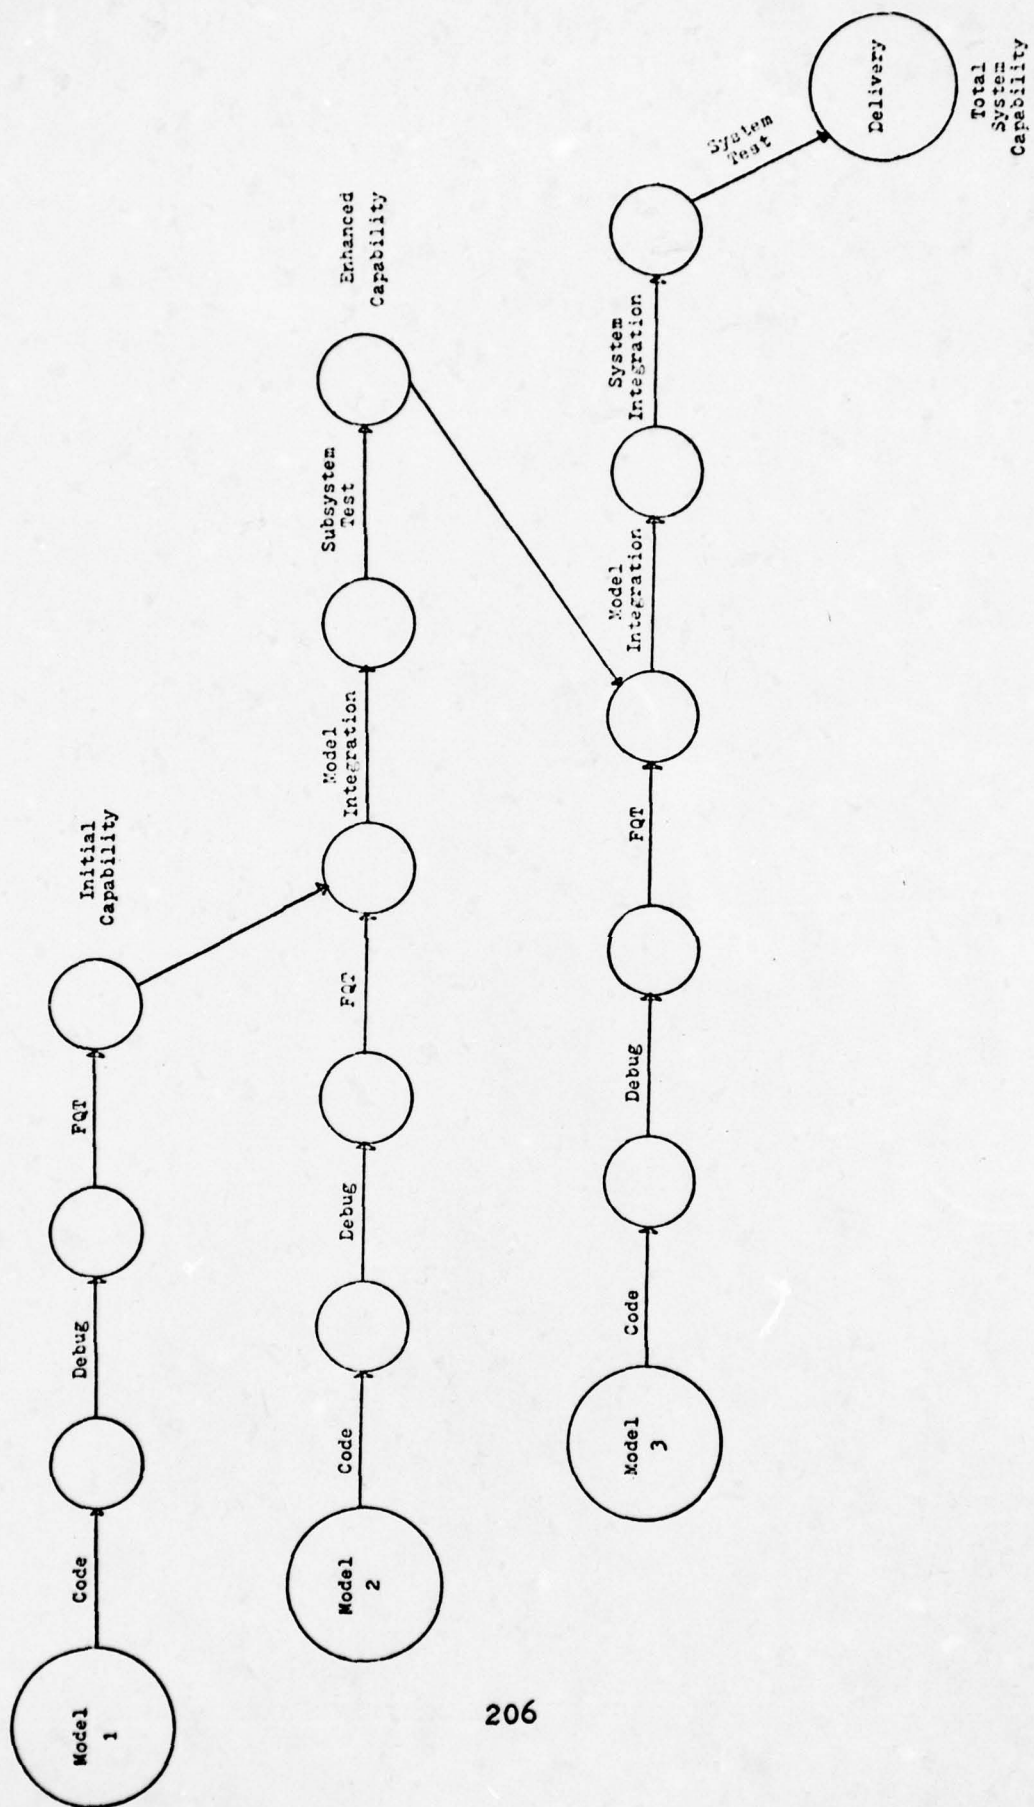 Model
1
Code
Debug
FQT
Initial
Capability
Model
2
Code
Debug
FQT
Model
Integration
Subsystem
Test
Enhanced
Capability
Model
3
Code
Debug
FQT
Model
Integration
System
Integration
System
Test
Delivery
Total
System
Capability
206